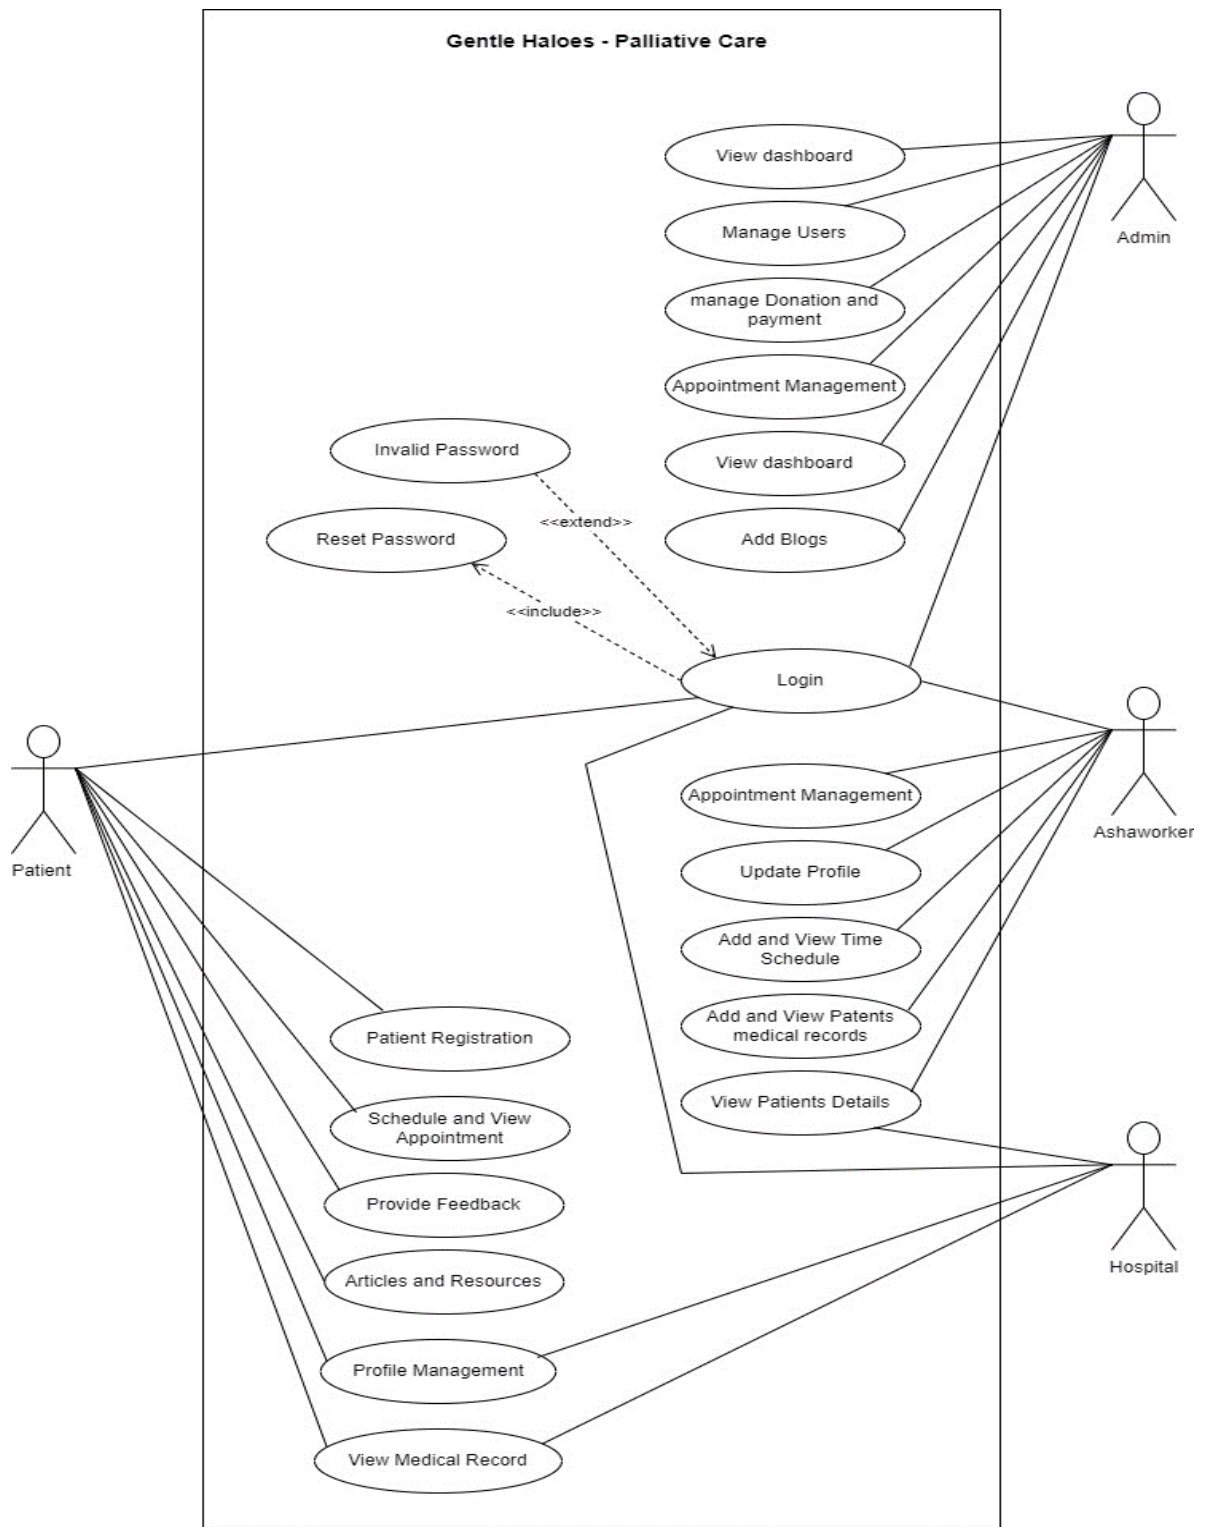 Gentle Haloes - Palliative Care
View dashboard
Manage Users
Admin
manage Donation and
payment
Appointment Management
Invalid Password
View dashboard
<<extend>>
Reset Password
Add Blogs
<<include>>
Login
Appointment Management
Ashaworker
Patient
Update Profile
Add and View Time
Schedule
Add and View Patents
medical records
Patient Registration
View Patients Details
Schedule and View
Appointment
Provide Feedback
Hospital
Articles and Resources
Profile Management
View Medical Record